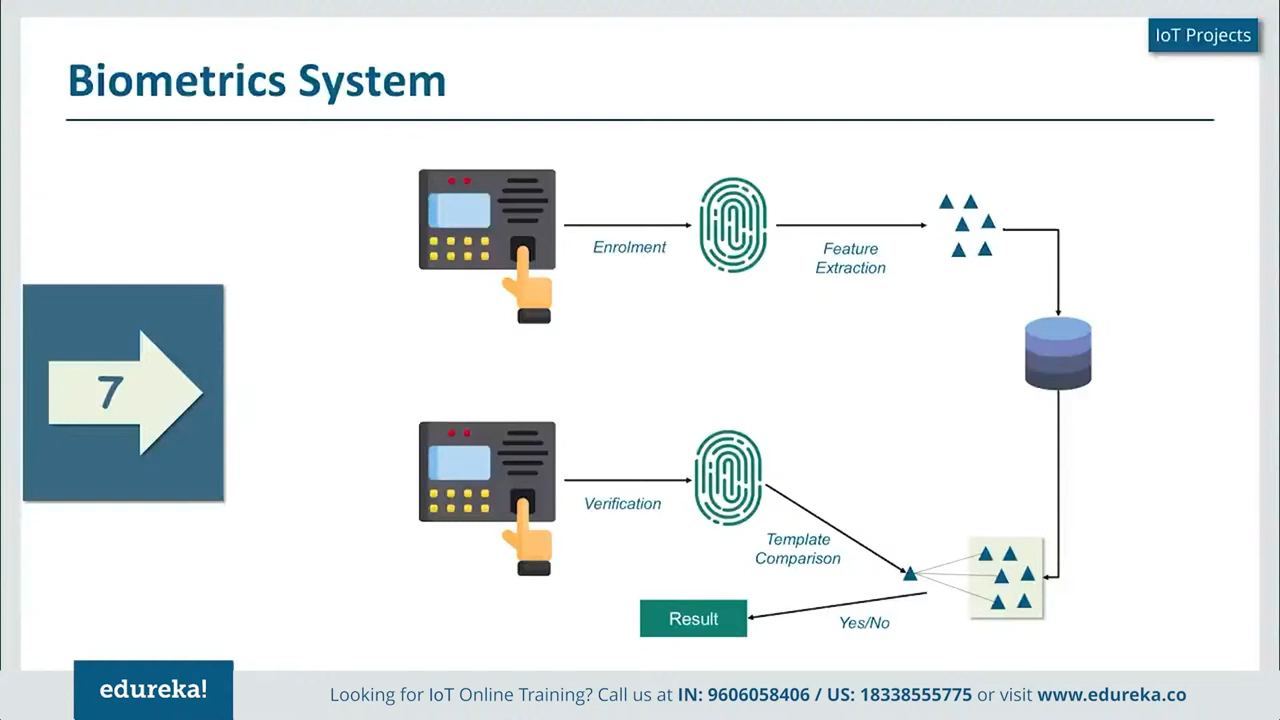 IoT Projects
Biometrics System
Enrolment
Feature
Extraction
7
Verification
Template
Comparison
Result
Yes/No
edureka!
Looking for IoT Online Training? Call us at IN: 9606058406 / US: 18338555775 or visit www.edureka.co